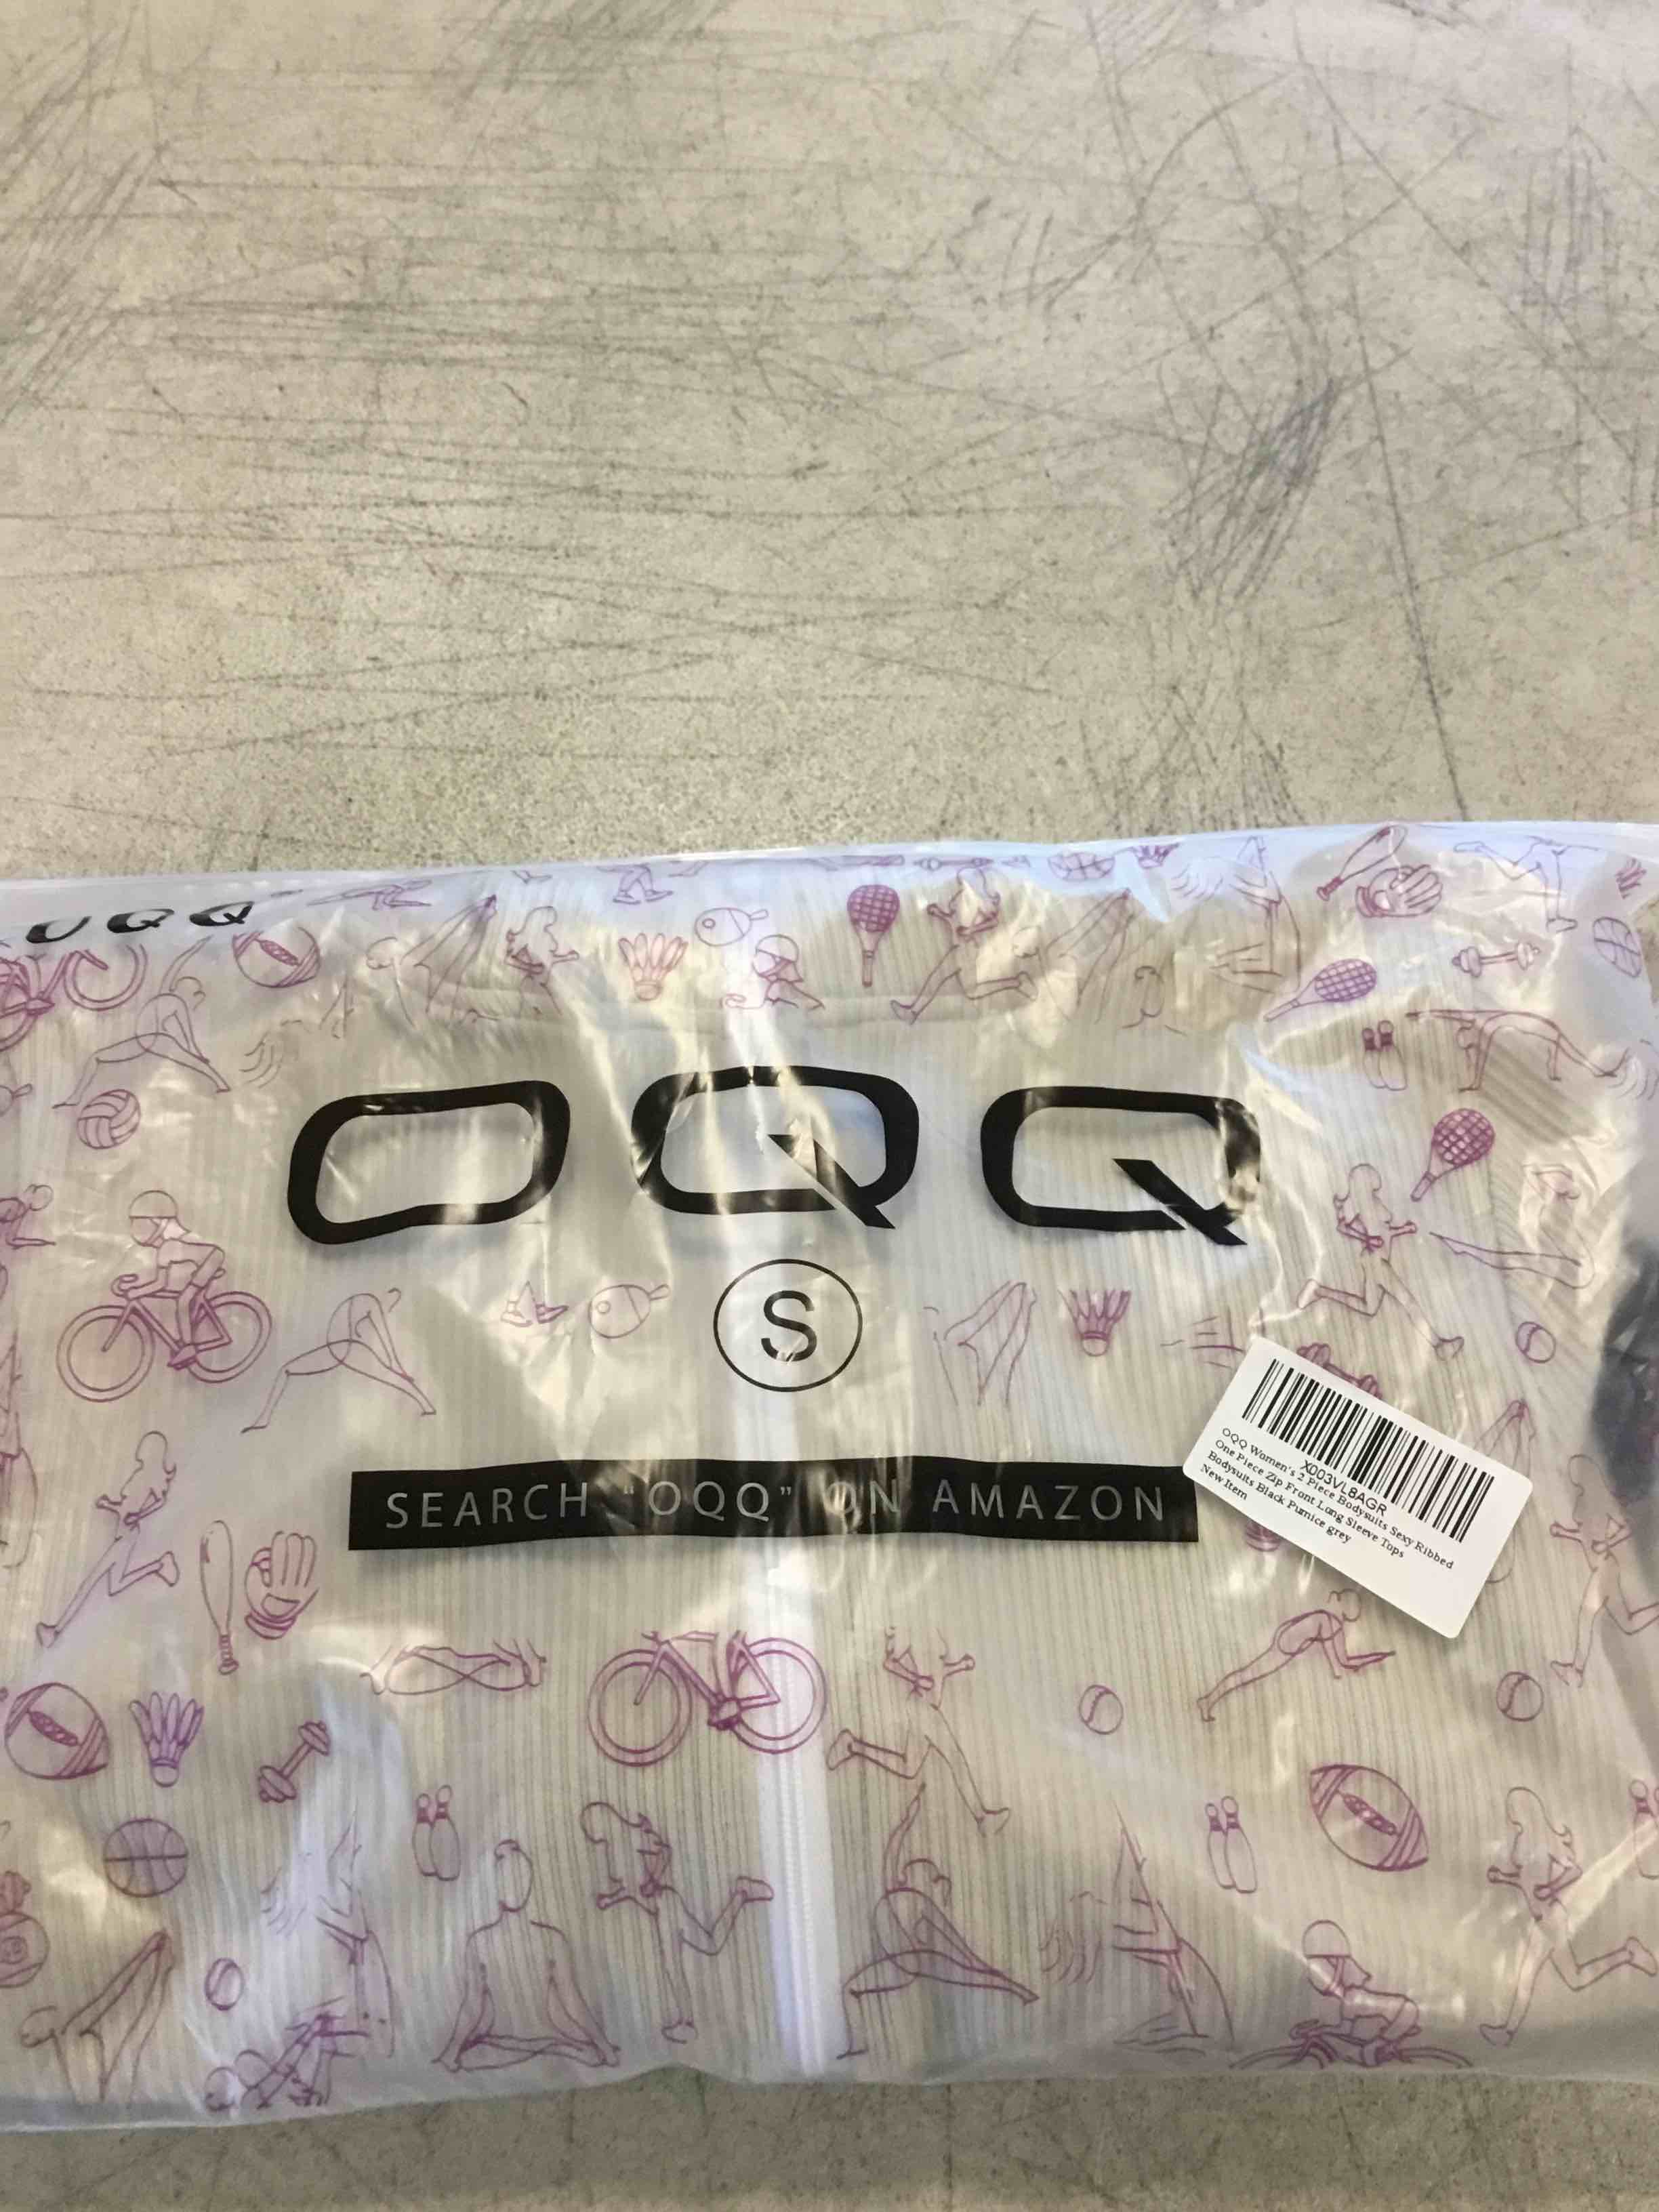 OQQ
OQQ
S
SEARCH "OQQ" ON AMAZON
X003VL8AGR
OQQ Women's 2 Piece Bodysuits Sexy Ribbed
One Piece Zip Front Long Sleeve Tops
Bodysuits Black Pumice grey
New Item